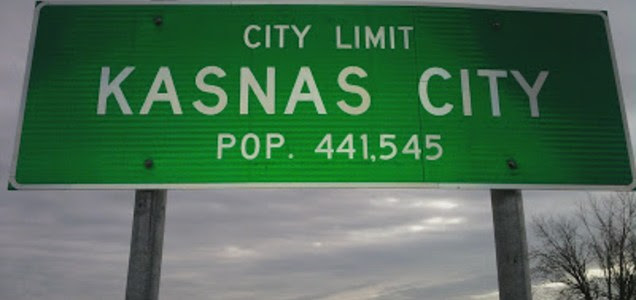 CITY LIMIT
KASNAS CITY
POP. 441,545